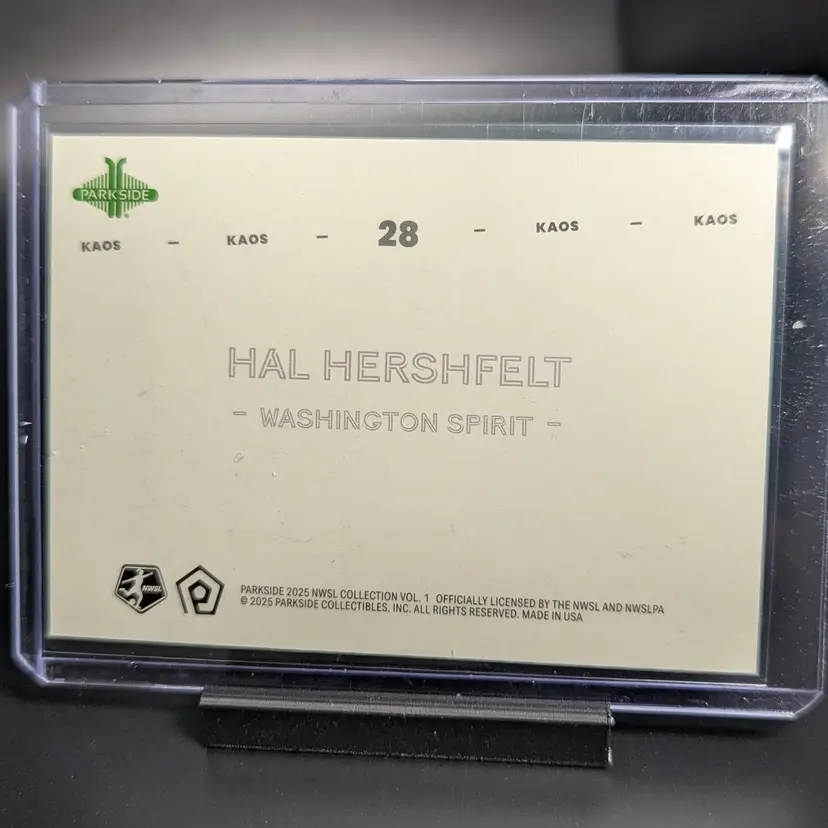 PARKSIDE
KAOS - KAOS - 28 - KAOS - KAOS
HAL HERSHFELT
- WASHINGTON SPIRIT -
NWSL
PARKSIDE 2025 NWSL COLLECTION VOL. 1 OFFICIALLY LICENSED BY THE NWSL AND NWSLPA
© 2025 PARKSIDE COLLECTIBLES, INC. ALL RIGHTS RESERVED. MADE IN USA